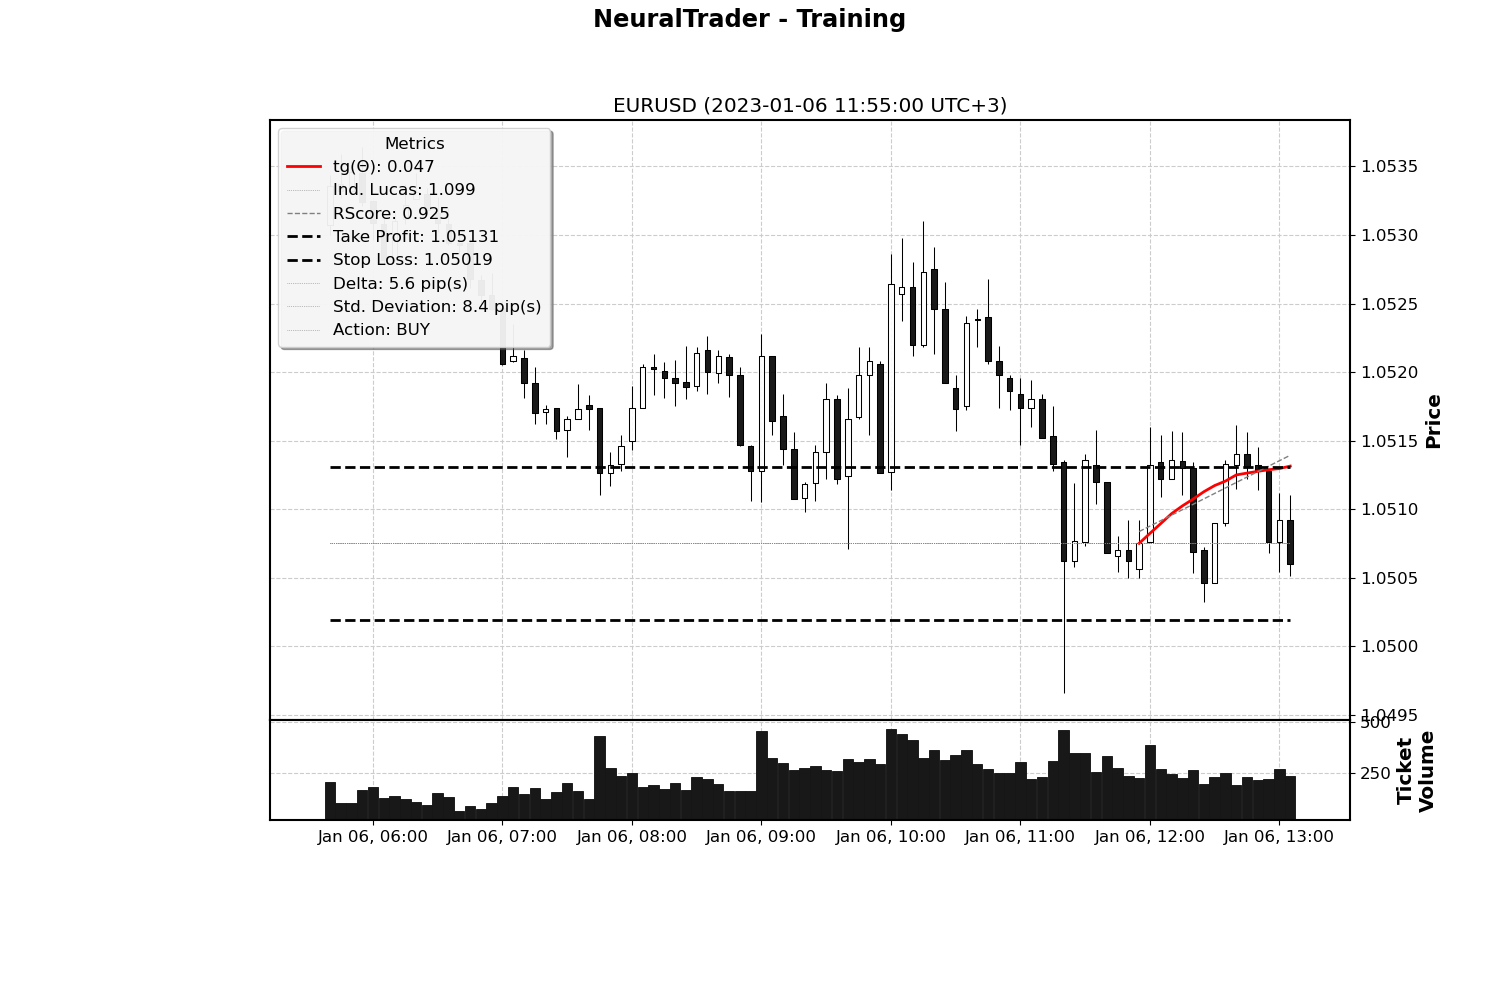 NeuralTrader - Training
EURUSD (2023-01-06 11:55:00 UTC+3)
Metrics
tg(Θ): 0.047
Ind. Lucas: 1.099
RScore: 0.925
Take Profit: 1.05131
Stop Loss: 1.05019
Delta: 5.6 pip(s)
Std. Deviation: 8.4 pip(s)
Action: BUY
1.0535
1.0530
1.0525
1.0520
1.0515
1.0510
1.0505
1.0500
1.0495
Price
500
250
Ticket
Volume
Jan 06, 06:00
Jan 06, 07:00
Jan 06, 08:00
Jan 06, 09:00
Jan 06, 10:00
Jan 06, 11:00
Jan 06, 12:00
Jan 06, 13:00